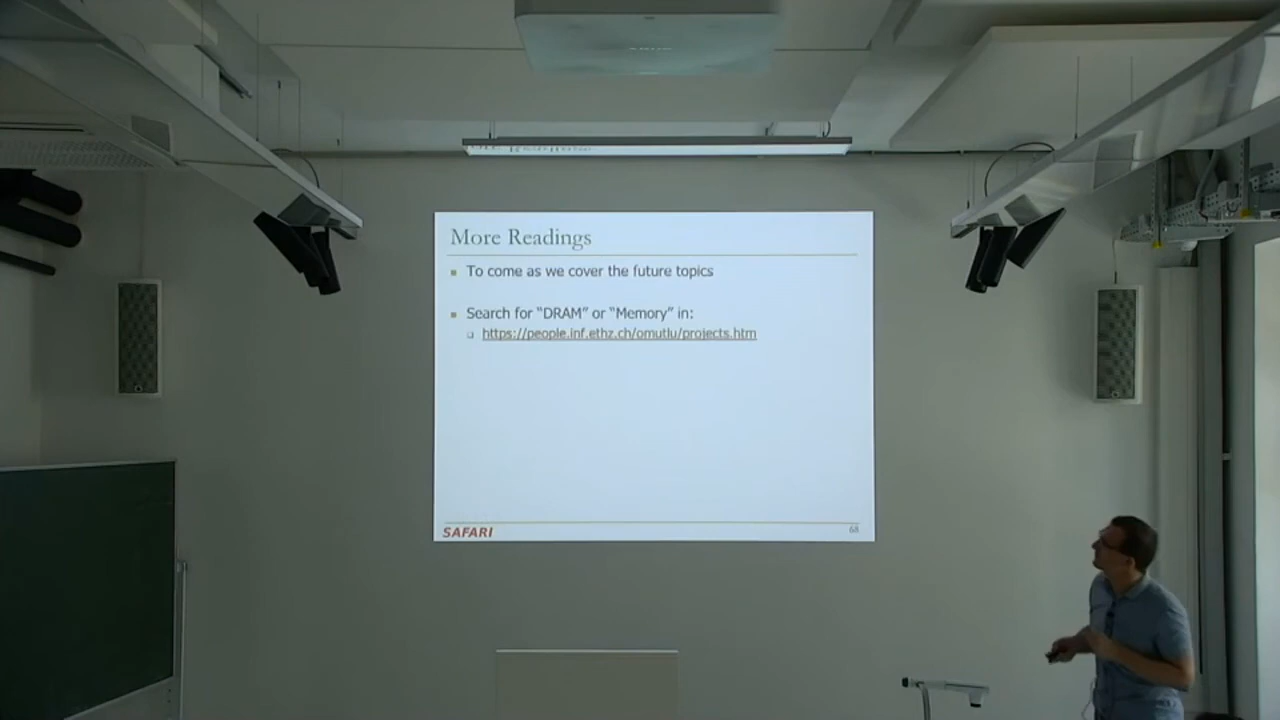 More Readings
To come as we cover the future topics
Search for “DRAM” or “Memory” in:
https://people.inf.ethz.ch/omutlu/projects.htm
SAFARI